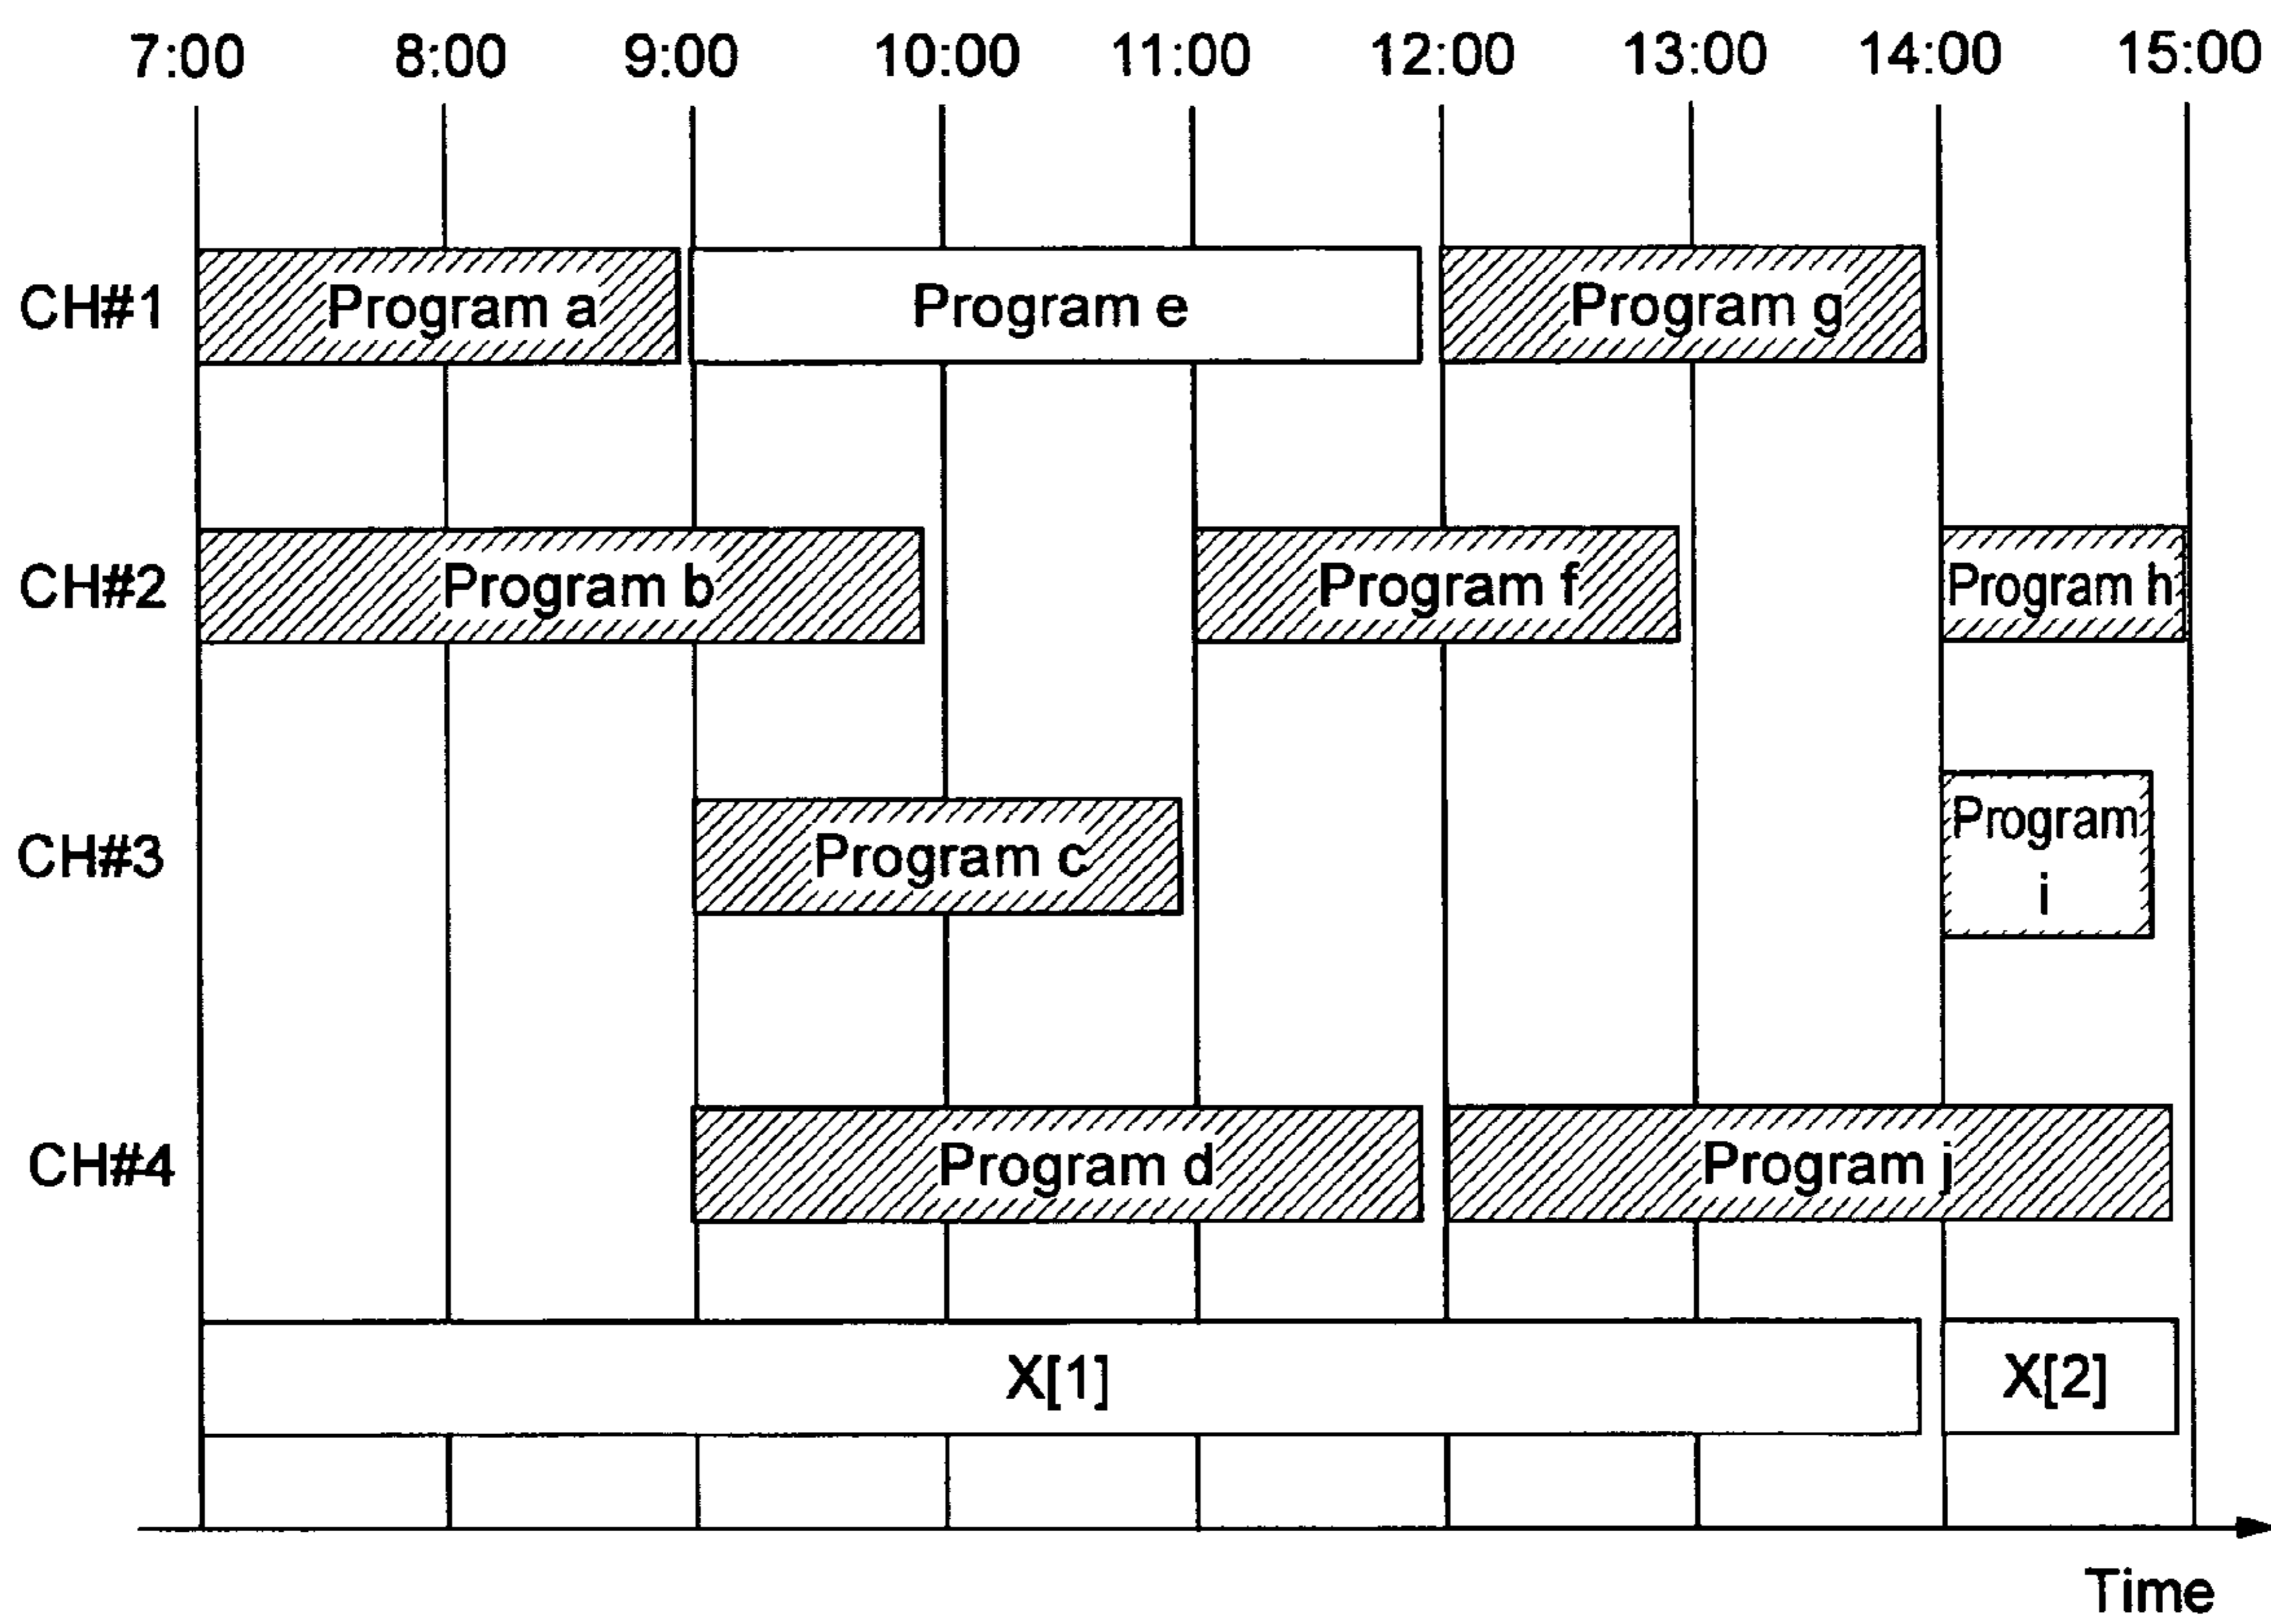 7:00 8:00 9:00 10:00 11:00 12:00 13:00 14:00 15:00
CH#1 Program a Program e Program g
CH#2 Program b Program f Program h
CH#3 Program c Program
i
CH#4 Program d Program j
X[1] X[2]
Time